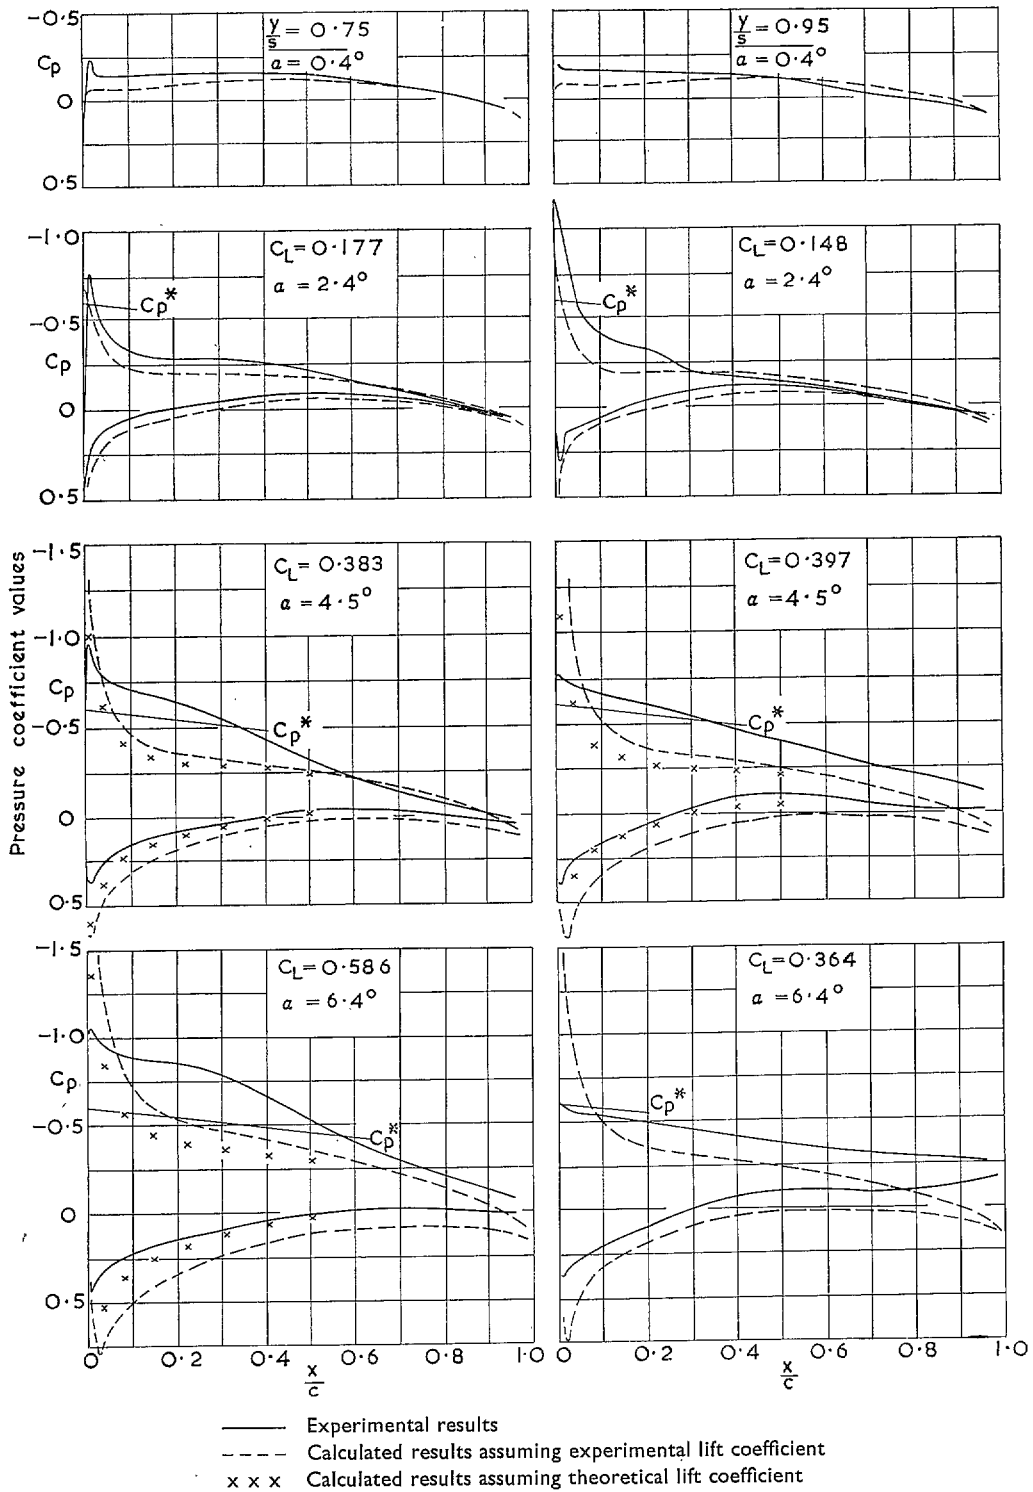 -0·5
Cp
0
0·5
y/s = 0·75
a = 0·4°
y/s = 0·95
a = 0·4°
-1·0
-0·5
Cp
0
0·5
CL = 0·177
a = 2·4°
Cp*
CL = 0·148
a = 2·4°
Cp*
Pressure coefficient values
-1·5
-1·0
Cp
-0·5
0
0·5
CL = 0·383
a = 4·5°
Cp*
CL = 0·397
a = 4·5°
Cp*
-1·5
-1·0
Cp
-0·5
0
0·5
CL = 0·586
a = 6·4°
Cp*
CL = 0·364
a = 6·4°
Cp*
0 0·2 0·4 0·6 0·8 1·0
x/c
0 0·2 0·4 0·6 0·8 1·0
x/c
Experimental results
Calculated results assuming experimental lift coefficient
x x x Calculated results assuming theoretical lift coefficient